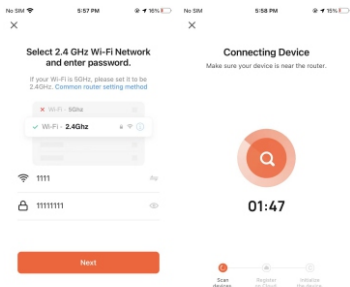 No SIM 5:57 PM 16%
Select 2.4 GHz Wi-Fi Network
and enter password.
If your Wi-Fi is 5GHz, please set it to be
2.4GHz. Common router setting method
Wi-Fi - 5Ghz
Wi-Fi - 2.4Ghz
1111
11111111
Next
No SIM 5:58 PM 15%
Connecting Device
Make sure your device is near the router.
01:47
Scan
devices
Register
on Cloud
Initialize
the device